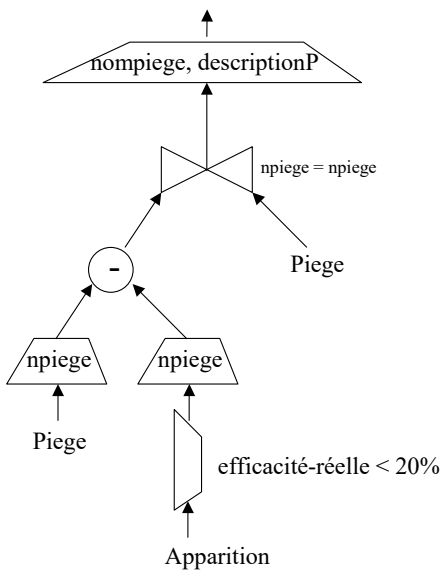 nompiege, descriptionP
npiege = npiege
Piege
-
npiege npiege
Piege
efficacité-réelle < 20%
Apparition